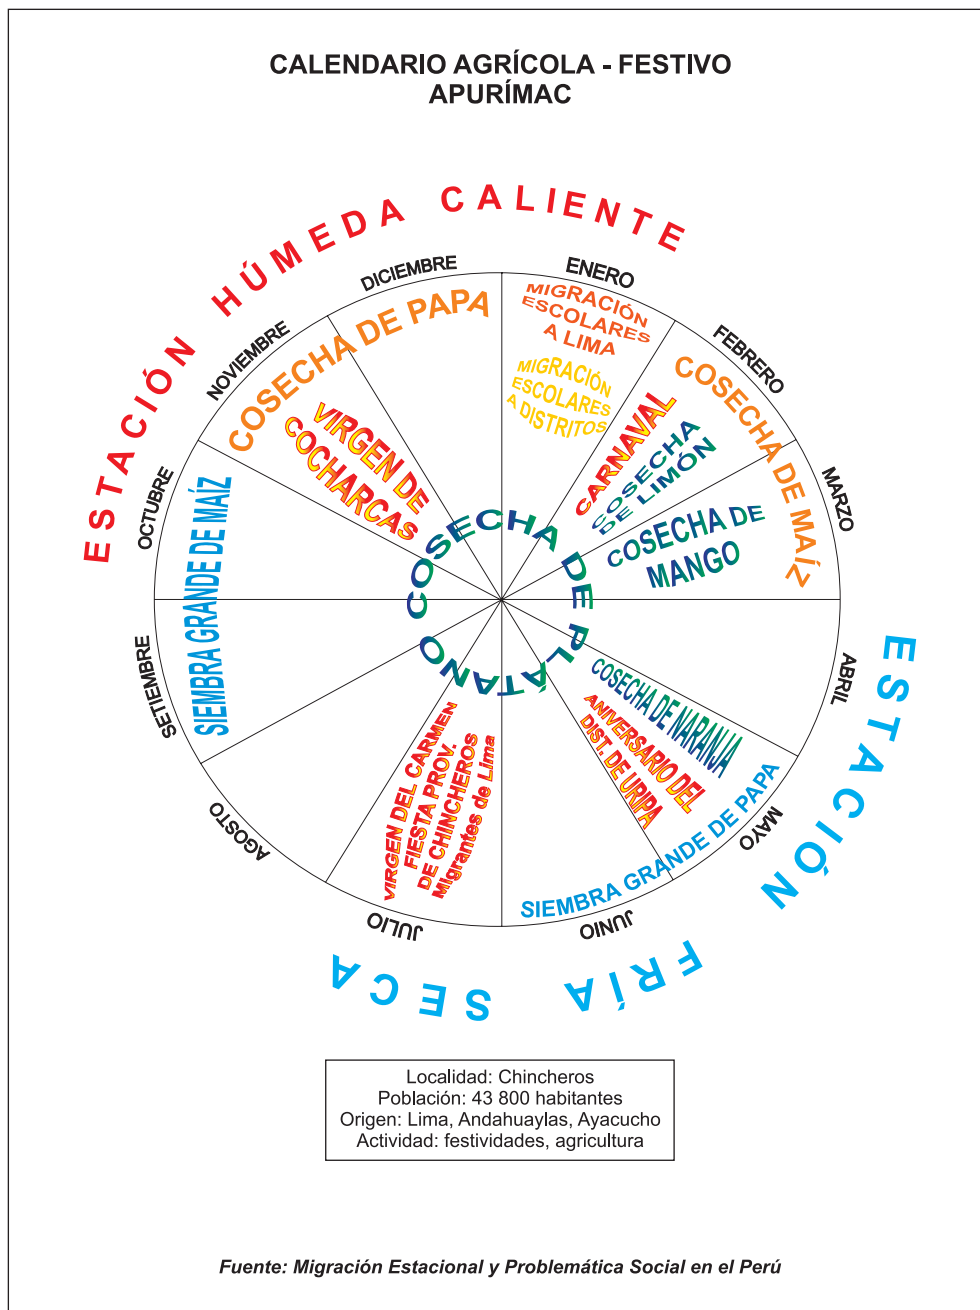 CALENDARIO AGRÍCOLA - FESTIVO
APURÍMAC
ESTACIÓN HÚMEDA CALIENTE
ENERO
MIGRACIÓN
ESCOLARES
A LIMA
MIGRACIÓN
ESCOLARES
A DISTRITOS
FEBRERO
COSECHA DE MAÍZ
CARNAVAL
COSECHA
DE LIMÓN
MARZO
COSECHA DE
MANGO
ABRIL
COSECHA DE NARANJA
MAYO
ANIVERSARIO DEL
DIST. DE URIPA
SIEMBRA GRANDE DE PAPA
JUNIO
JULIO
VIRGEN DEL CARMEN
FIESTA PROV.
DE CHINCHEROS
Migrantes de Lima
AGOSTO
SETIEMBRE
SIEMBRA GRANDE DE MAÍZ
OCTUBRE
NOVIEMBRE
COSECHA DE PAPA
VIRGEN DE
COCHARCAS
DICIEMBRE
COSECHA DE PLÁTANO
ESTACIÓN FRÍA SECA
Localidad: Chincheros
Población: 43 800 habitantes
Origen: Lima, Andahuaylas, Ayacucho
Actividad: festividades, agricultura
Fuente: Migración Estacional y Problemática Social en el Perú